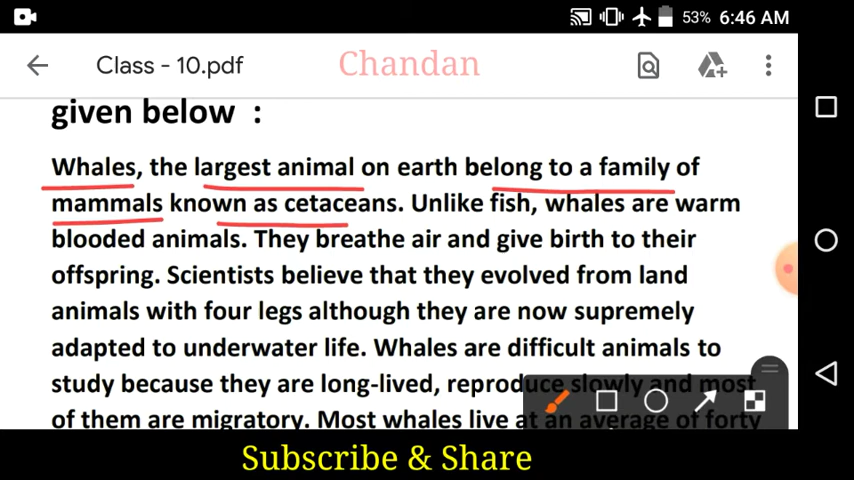 53% 6:46 AM
Class - 10.pdf
Chandan
given below :
Whales, the largest animal on earth belong to a family of
mammals known as cetaceans. Unlike fish, whales are warm
blooded animals. They breathe air and give birth to their
offspring. Scientists believe that they evolved from land
animals with four legs although they are now supremely
adapted to underwater life. Whales are difficult animals to
study because they are long-lived, reproduce slowly and most
of them are migratory. Most whales live at an average of forty
Subscribe & Share